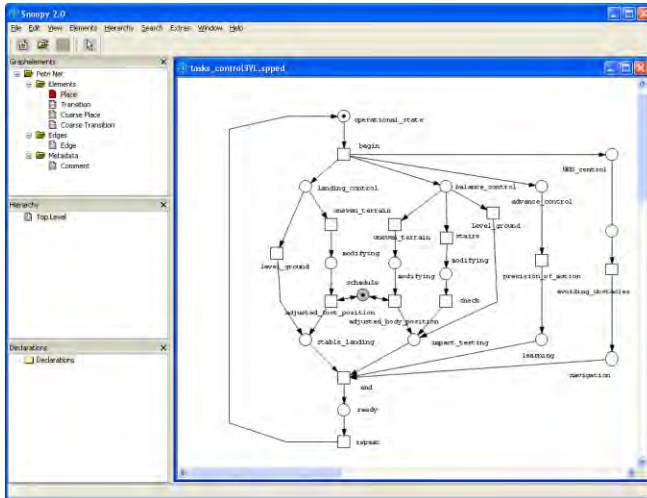 Snoopy 2.0
File Edit View Elements Hierarchy Search Extras Window Help
Graphelements
Petri Net
Elements
Place
Transition
Coarse Place
Coarse Transition
Edges
Edge
Metadata
Comment
Hierarchy
Top Level
Declarations
Declarations
tasks_control3YL.spped
operational_state
begin
landing_control
balance_control
advance_control
uneven_terrain
uneven_terrain
stairs
level_ground
level_ground
modifying
modifying
modifying
precision_of_motion
avoiding_obstacles
schedule
adjusted_foot_position
adjusted_body_position
check
stable_landing
impact_testing
learning
navigation
end
ready
repeat